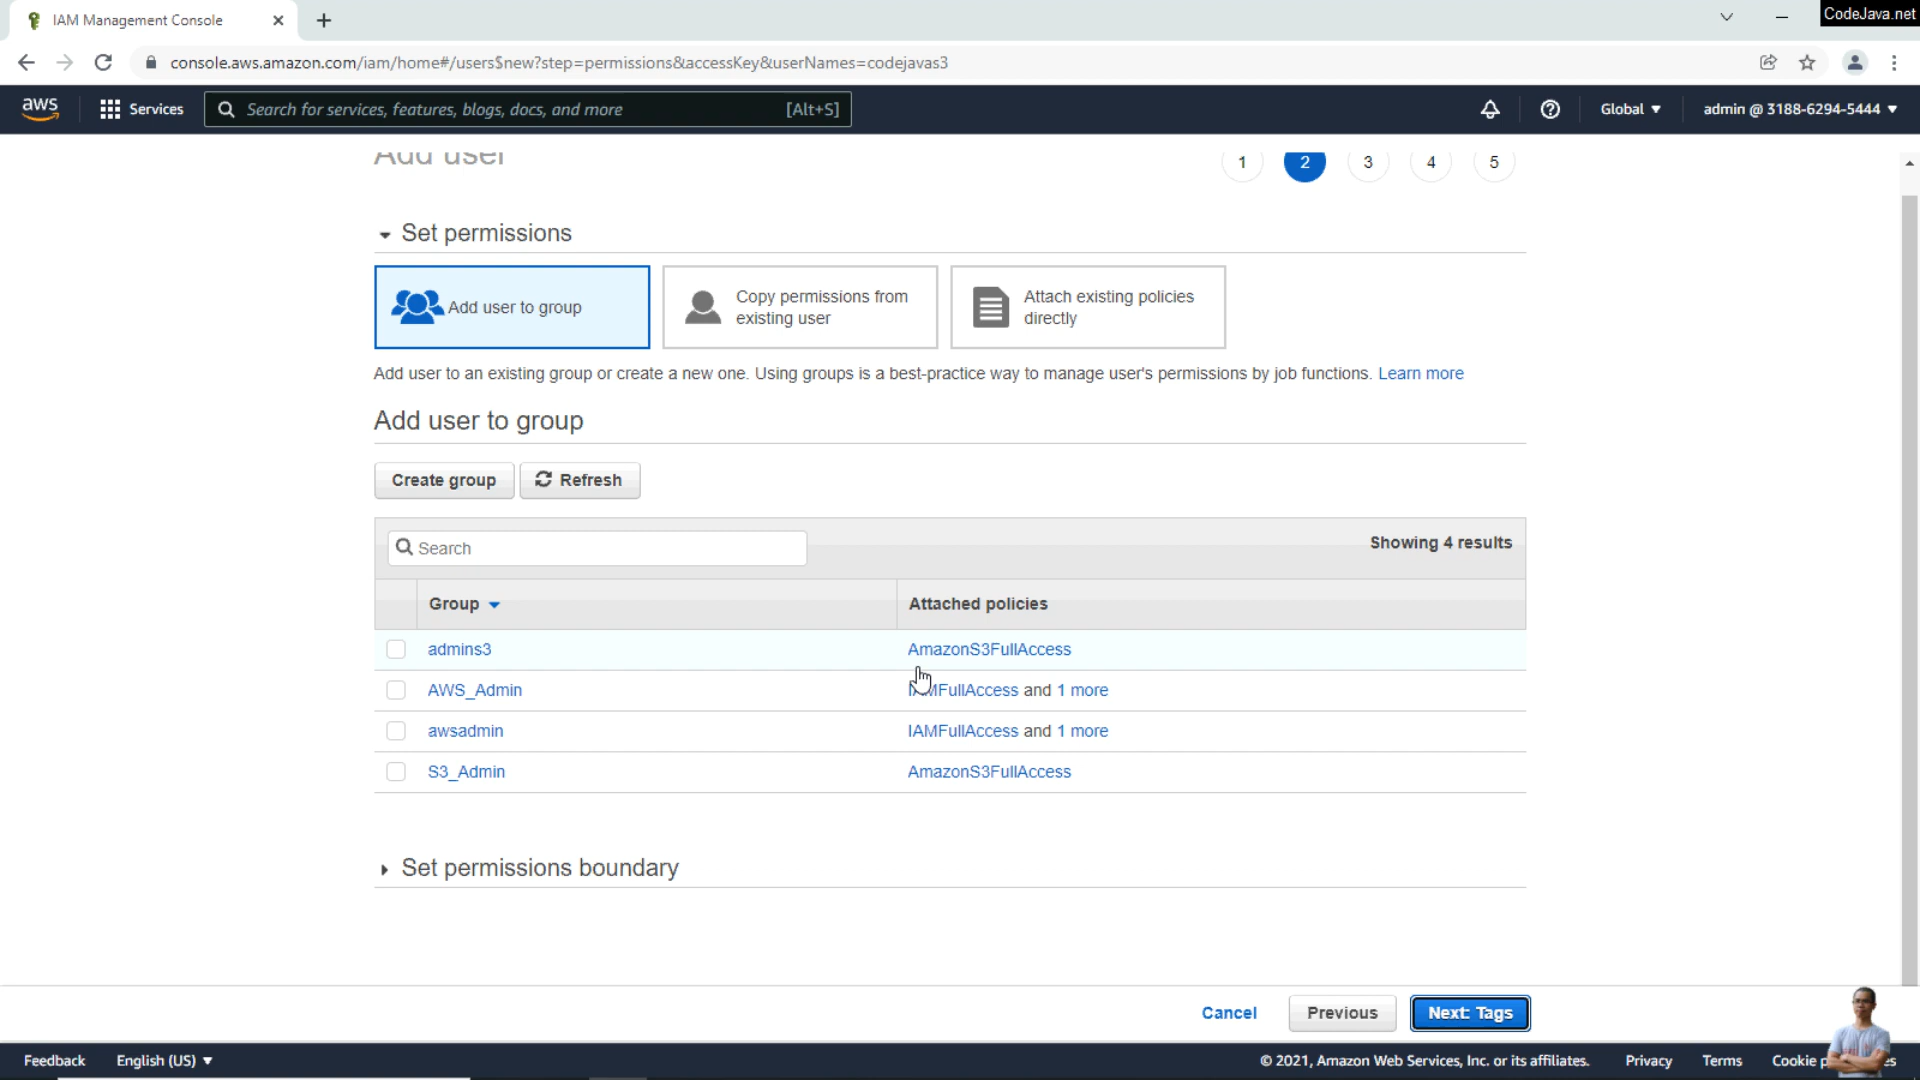 IAM Management Console
CodeJava.net
console.aws.amazon.com/iam/home#/users$new?step=permissions&accessKey&userNames=codejavas3
aws
Services
Search for services, features, blogs, docs, and more
[Alt+S]
Global
admin @ 3188-6294-5444
Add user
1
2
3
4
5
Set permissions
Add user to group
Copy permissions from
existing user
Attach existing policies
directly
Add user to an existing group or create a new one. Using groups is a best-practice way to manage user's permissions by job functions. Learn more
Add user to group
Create group
Refresh
Search
Showing 4 results
Group
Attached policies
admins3
AmazonS3FullAccess
AWS_Admin
IAMFullAccess and 1 more
awsadmin
IAMFullAccess and 1 more
S3_Admin
AmazonS3FullAccess
Set permissions boundary
Cancel
Previous
Next: Tags
Feedback
English (US)
© 2021, Amazon Web Services, Inc. or its affiliates.
Privacy
Terms
Cookie